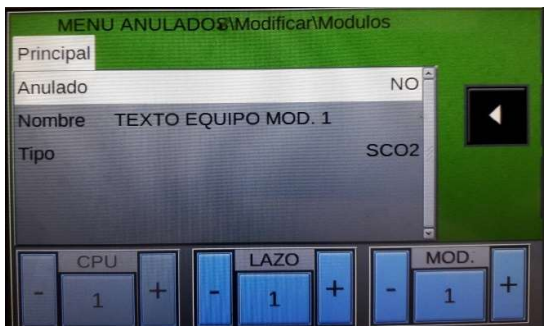 MENU ANULADOS\Modificar\Modulos
Principal
Anulado NO
Nombre TEXTO EQUIPO MOD. 1
Tipo SCO2
CPU LAZO MOD.
- 1 + - 1 + - 1 +